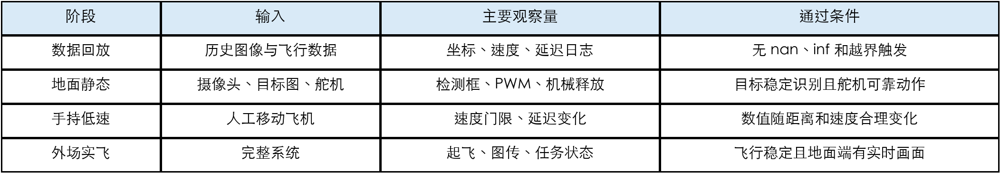 阶段 输入 主要观察量 通过条件
数据回放 历史图像与飞行数据 坐标、速度、延迟日志 无 nan、inf 和越界触发
地面静态 摄像头、目标图、舵机 检测框、PWM、机械释放 目标稳定识别且舵机可靠动作
手持低速 人工移动飞机 速度门限、延迟变化 数值随距离和速度合理变化
外场实飞 完整系统 起飞、图传、任务状态 飞行稳定且地面端有实时画面